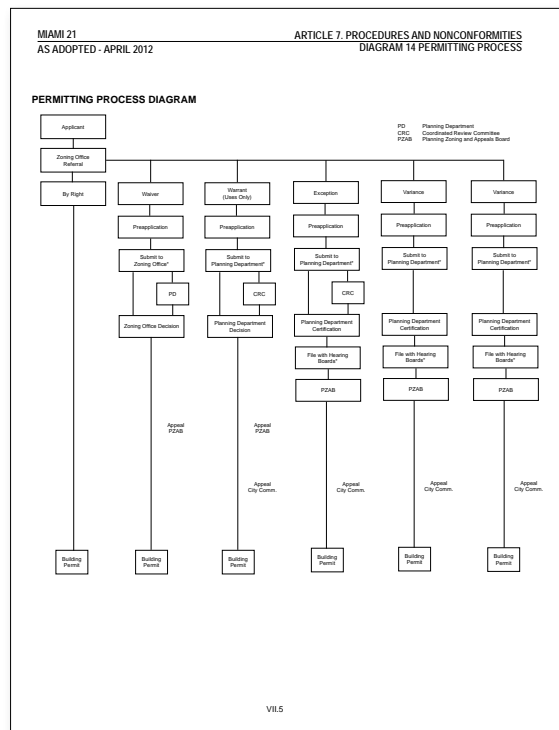 MIAMI 21
AS ADOPTED - APRIL 2012
ARTICLE 7. PROCEDURES AND NONCONFORMITIES
DIAGRAM 14 PERMITTING PROCESS
PERMITTING PROCESS DIAGRAM
PD Planning Department
CRC Coordinated Review Committee
PZAB Planning Zoning and Appeals Board
Applicant
Zoning Office
Referral
By Right
Building
Permit
Waiver
Preapplication
Submit to
Zoning Office*
PD
Zoning Office Decision
Appeal
PZAB
Building
Permit
Warrant
(Uses Only)
Preapplication
Submit to
Planning Department*
CRC
Planning Department
Decision
Appeal
PZAB
Appeal
City Comm.
Building
Permit
Exception
Preapplication
Submit to
Planning Department*
CRC
Planning Department
Certification
File with Hearing
Boards*
PZAB
Appeal
City Comm.
Building
Permit
Variance
Preapplication
Submit to
Planning Department*
Planning Department
Certification
File with Hearing
Boards*
PZAB
Appeal
City Comm.
Building
Permit
Variance
Preapplication
Submit to
Planning Department*
Planning Department
Certification
File with Hearing
Boards*
PZAB
Appeal
City Comm.
Building
Permit
VII.5